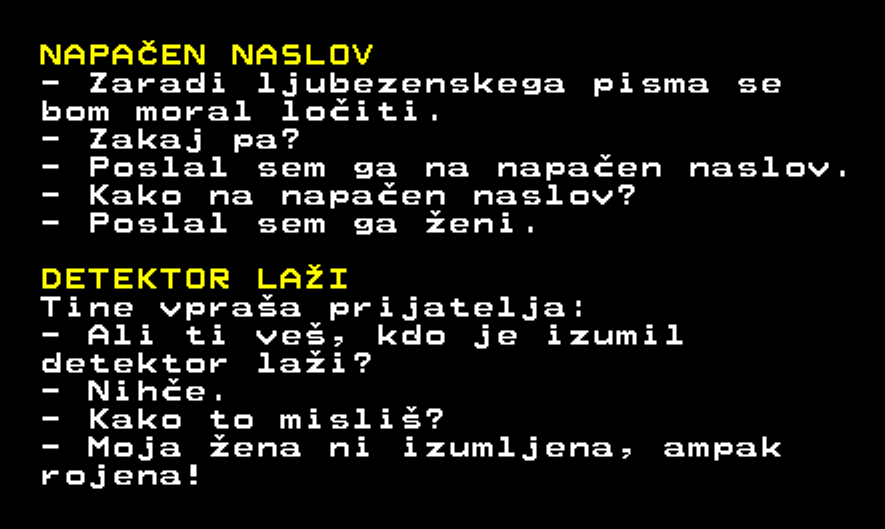 NAPAČEN NASLOV
- Zaradi ljubezenskega pisma se
bom moral ločiti.
- Zakaj pa?
- Poslal sem ga na napačen naslov.
- Kako na napačen naslov?
- Poslal sem ga ženi.
DETEKTOR LAŽI
Tine vpraša prijatelja:
- Ali ti veš, kdo je izumil
detektor laži?
- Nihče.
- Kako to misliš?
- Moja žena ni izumljena, ampak
rojena!